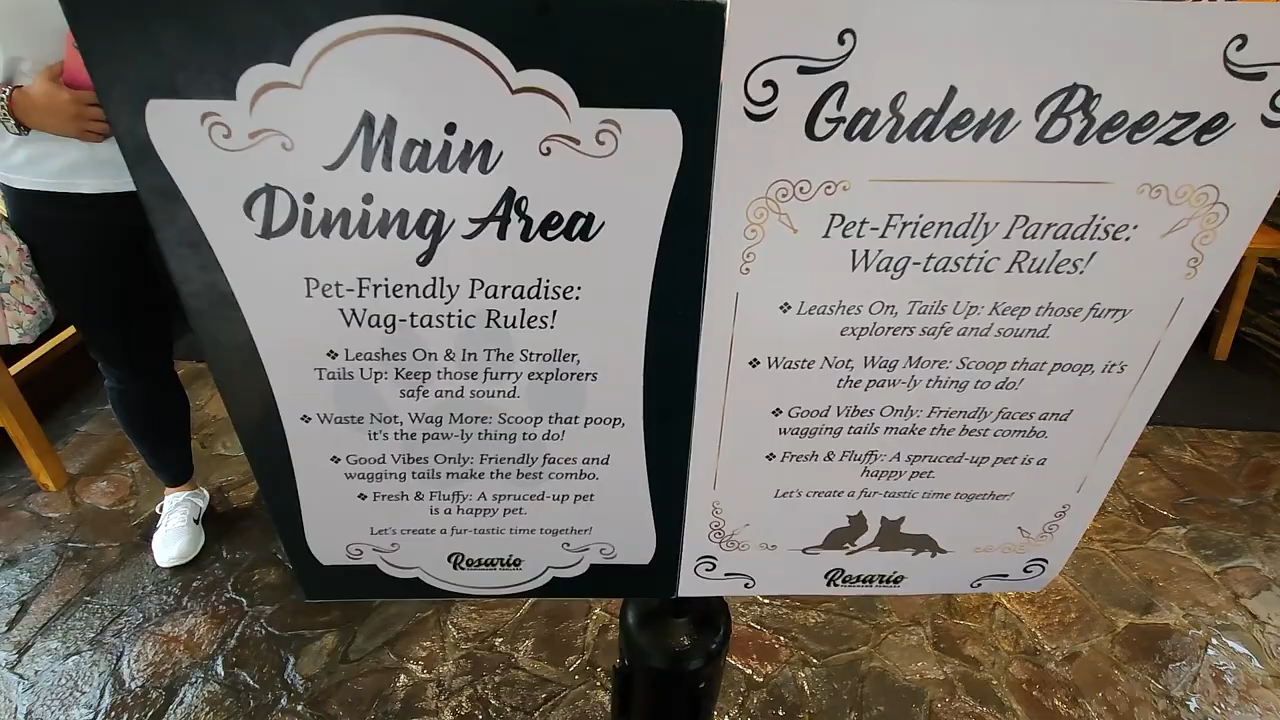 Main
Dining Area
Pet-Friendly Paradise:
Wag-tastic Rules!
❖ Leashes On & In The Stroller,
Tails Up: Keep those furry explorers
safe and sound.
❖ Waste Not, Wag More: Scoop that poop,
it's the paw-ly thing to do!
❖ Good Vibes Only: Friendly faces and
wagging tails make the best combo.
❖ Fresh & Fluffy: A spruced-up pet
is a happy pet.
Let's create a fur-tastic time together!
Rosario
Garden Breeze
Pet-Friendly Paradise:
Wag-tastic Rules!
❖ Leashes On, Tails Up: Keep those furry
explorers safe and sound.
❖ Waste Not, Wag More: Scoop that poop, it's
the paw-ly thing to do!
❖ Good Vibes Only: Friendly faces and
wagging tails make the best combo.
❖ Fresh & Fluffy: A spruced-up pet is a
happy pet.
Let's create a fur-tastic time together!
Rosario